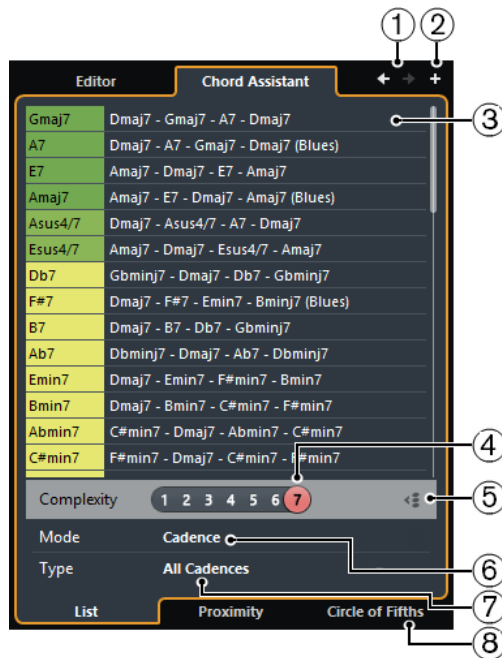 1 2
Editor Chord Assistant
Gmaj7 Dmaj7 - Gmaj7 - A7 - Dmaj7 3
A7 Dmaj7 - A7 - Gmaj7 - Dmaj7 (Blues)
E7 Amaj7 - Dmaj7 - E7 - Amaj7
Amaj7 Amaj7 - E7 - Dmaj7 - Amaj7 (Blues)
Asus4/7 Dmaj7 - Asus4/7 - A7 - Dmaj7
Esus4/7 Amaj7 - Dmaj7 - Esus4/7 - Amaj7
Db7 Gbminj7 - Dmaj7 - Db7 - Gbminj7
F#7 Dmaj7 - F#7 - Emin7 - Bminj7 (Blues)
B7 Dmaj7 - B7 - Db7 - Gbminj7
Ab7 Dbminj7 - Dmaj7 - Ab7 - Dbminj7
Emin7 Dmaj7 - Emin7 - F#min7 - Bmin7
Bmin7 Dmaj7 - Bmin7 - C#min7 - F#min7
Abmin7 C#min7 - Dmaj7 - Abmin7 - C#min7
C#min7 F#min7 - Dmaj7 - C#min7 - F#min7
4
Complexity 1 2 3 4 5 6 7 5
Mode Cadence 6
Type All Cadences 7
List Proximity Circle of Fifths
8